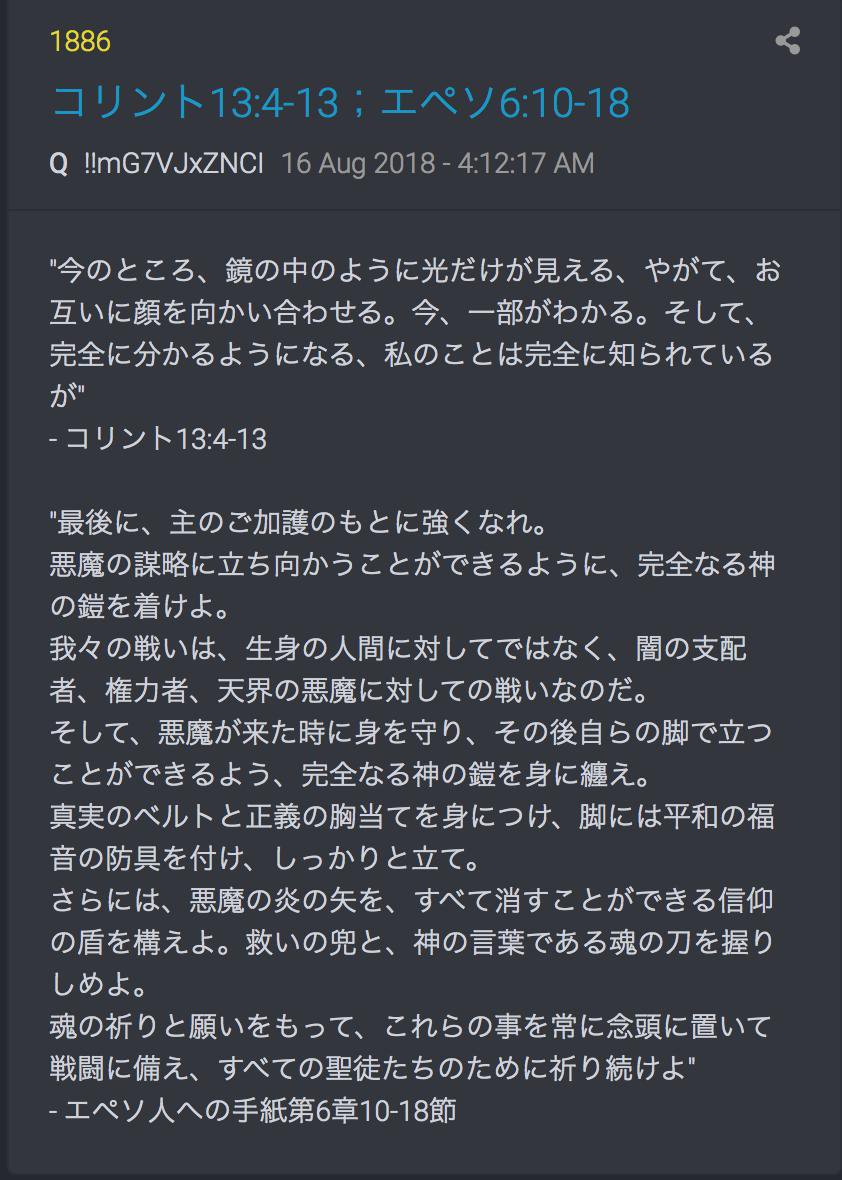 1886
コリント13:4-13；エペソ6:10-18
Q !!mG7VJxZNCI 16 Aug 2018 - 4:12:17 AM
"今のところ、鏡の中のように光だけが見える、やがて、お
互いに顔を向かい合わせる。今、一部がわかる。そして、
完全に分かるようになる、私のことは完全に知られている
が"
- コリント13:4-13
"最後に、主のご加護のもとに強くなれ。
悪魔の謀略に立ち向かうことができるように、完全なる神
の鎧を着けよ。
我々の戦いは、生身の人間に対してではなく、闇の支配
者、権力者、天界の悪魔に対しての戦いなのだ。
そして、悪魔が来た時に身を守り、その後自らの脚で立つ
ことができるよう、完全なる神の鎧を身に纏え。
真実のベルトと正義の胸当てを身につけ、脚には平和の福
音の防具を付け、しっかりと立て。
さらには、悪魔の炎の矢を、すべて消すことができる信仰
の盾を構えよ。救いの兜と、神の言葉である魂の刀を握り
しめよ。
魂の祈りと願いをもって、これらの事を常に念頭に置いて
戦闘に備え、すべての聖徒たちのために祈り続けよ"
- エペソ人への手紙第6章10-18節